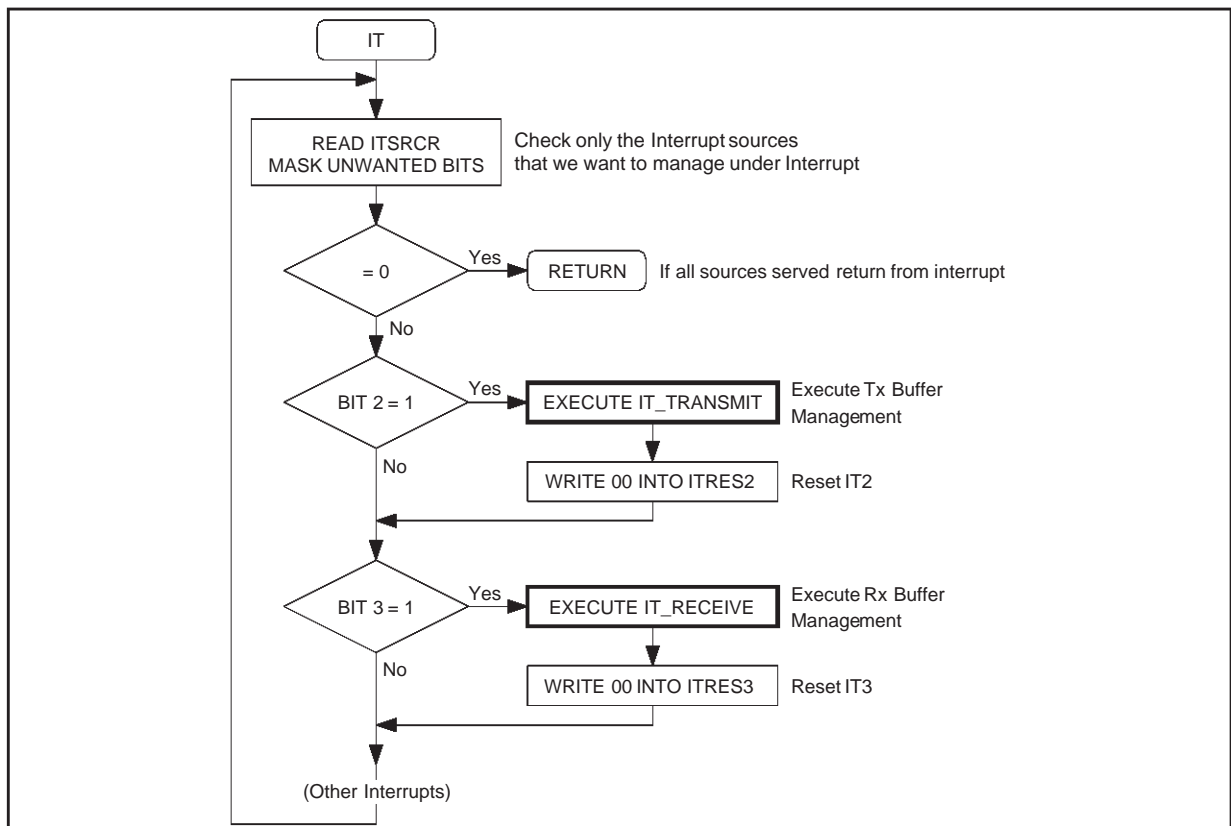 IT
READ ITSRCR
MASK UNWANTED BITS
Check only the Interrupt sources
that we want to manage under Interrupt
= 0
Yes
RETURN
If all sources served return from interrupt
No
BIT 2 = 1
Yes
EXECUTE IT_TRANSMIT
Execute Tx Buffer
Management
No
WRITE 00 INTO ITRES2
Reset IT2
BIT 3 = 1
Yes
EXECUTE IT_RECEIVE
Execute Rx Buffer
Management
No
WRITE 00 INTO ITRES3
Reset IT3
(Other Interrupts)